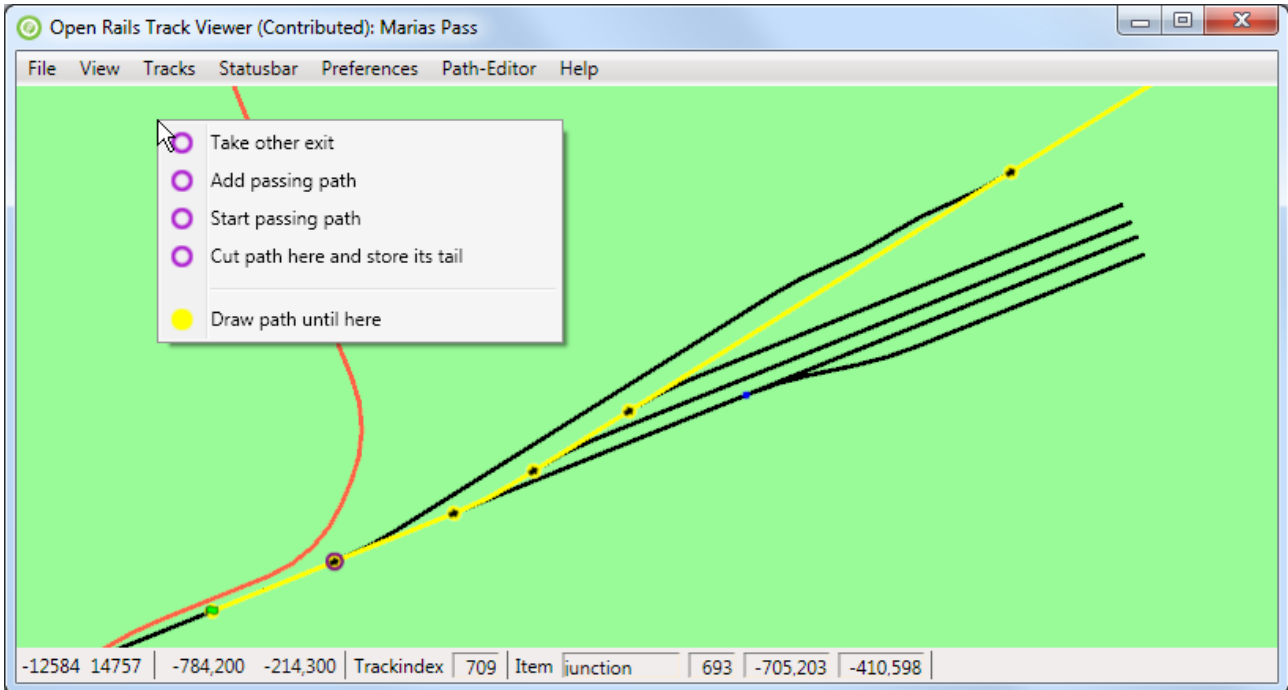 Open Rails Track Viewer (Contributed): Marias Pass
File View Tracks Statusbar Preferences Path-Editor Help
Take other exit
Add passing path
Start passing path
Cut path here and store its tail
Draw path until here
-12584 14757 -784,200 -214,300 Trackindex 709 Item junction 693 -705,203 -410,598